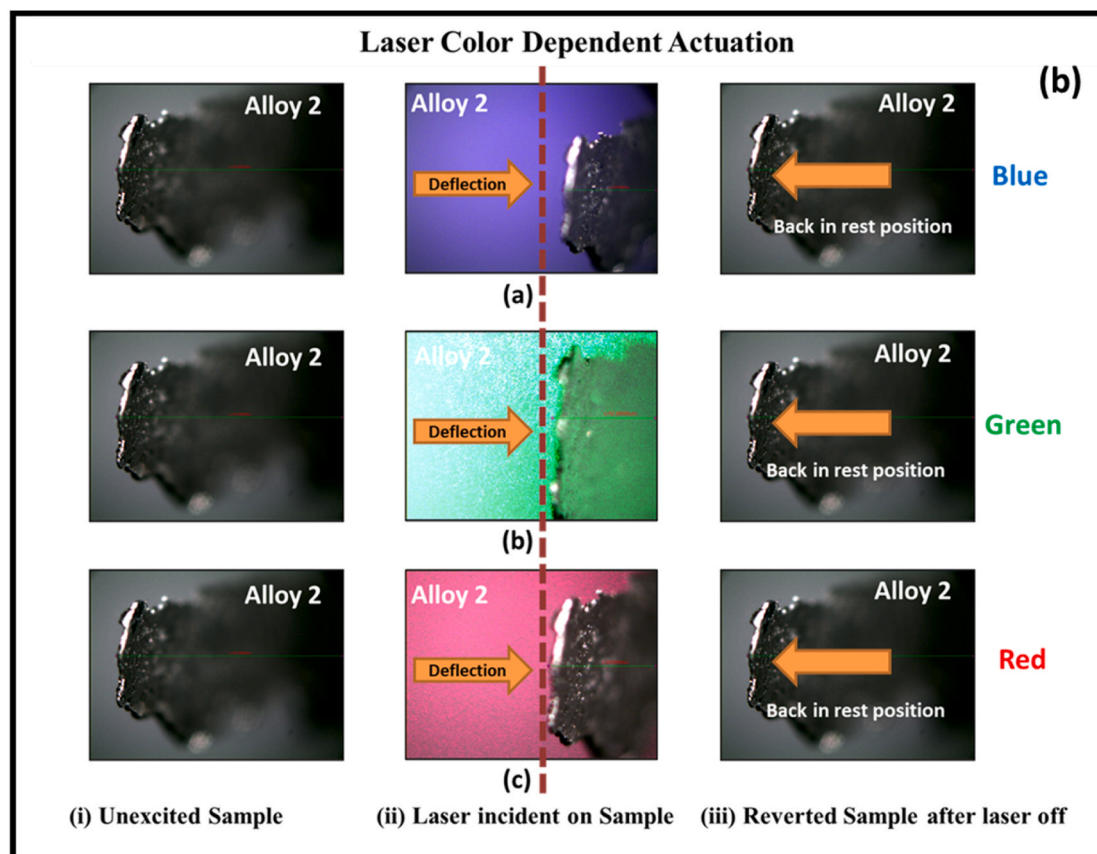 Laser Color Dependent Actuation
(b)
Alloy 2
Alloy 2
Deflection
Alloy 2
Back in rest position
Blue
(a)
Alloy 2
Alloy 2
Deflection
Alloy 2
Back in rest position
Green
(b)
Alloy 2
Alloy 2
Deflection
Alloy 2
Back in rest position
Red
(c)
(i) Unexcited Sample
(ii) Laser incident on Sample
(iii) Reverted Sample after laser off